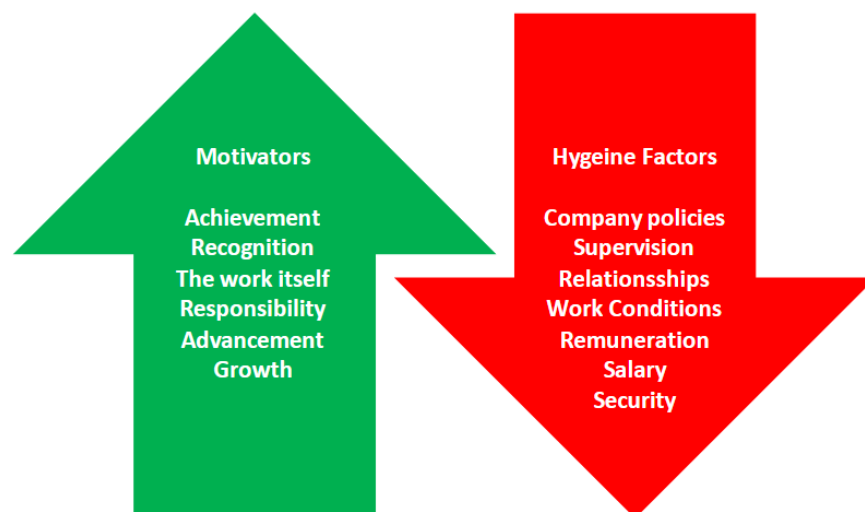 Motivators
Achievement
Recognition
The work itself
Responsibility
Advancement
Growth
Hygeine Factors
Company policies
Supervision
Relationsships
Work Conditions
Remuneration
Salary
Security